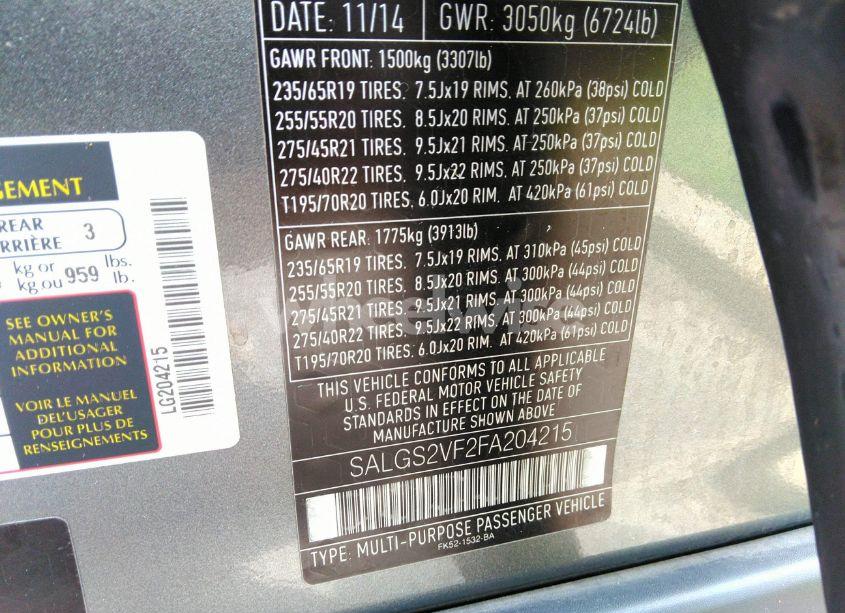 DATE: 11/14 GWR: 3050kg (6724lb)
GAWR FRONT: 1500kg (3307lb)
235/65R19 TIRES. 7.5Jx19 RIMS. AT 260kPa (38psi) COLD
255/55R20 TIRES. 8.5Jx20 RIMS. AT 250kPa (37psi) COLD
275/45R21 TIRES. 9.5Jx21 RIMS. AT 250kPa (37psi) COLD
275/40R22 TIRES. 9.5Jx22 RIMS. AT 250kPa (37psi) COLD
T195/70R20 TIRES. 6.0Jx20 RIM. AT 420kPa (61psi) COLD
GAWR REAR: 1775kg (3913lb)
235/65R19 TIRES. 7.5Jx19 RIMS. AT 310kPa (45psi) COLD
255/55R20 TIRES. 8.5Jx20 RIMS. AT 300kPa (44psi) COLD
275/45R21 TIRES. 9.5Jx21 RIMS. AT 300kPa (44psi) COLD
275/40R22 TIRES. 9.5Jx22 RIMS. AT 300kPa (44psi) COLD
T195/70R20 TIRES. 6.0Jx20 RIM. AT 420kPa (61psi) COLD
THIS VEHICLE CONFORMS TO ALL APPLICABLE
U.S. FEDERAL MOTOR VEHICLE SAFETY
STANDARDS IN EFFECT ON THE DATE OF
MANUFACTURE SHOWN ABOVE
SALGS2VF2FA204215
TYPE: MULTI-PURPOSE PASSENGER VEHICLE
FK52-1532-BA
GEMENT
REAR
RRIÈRE 3
kg or lbs.
kg ou 959 lb.
SEE OWNER'S
MANUAL FOR
ADDITIONAL
INFORMATION
VOIR LE MANUEL
DEL'USAGER
POUR PLUS DE
RENSEIGNEMENTS
LG204215